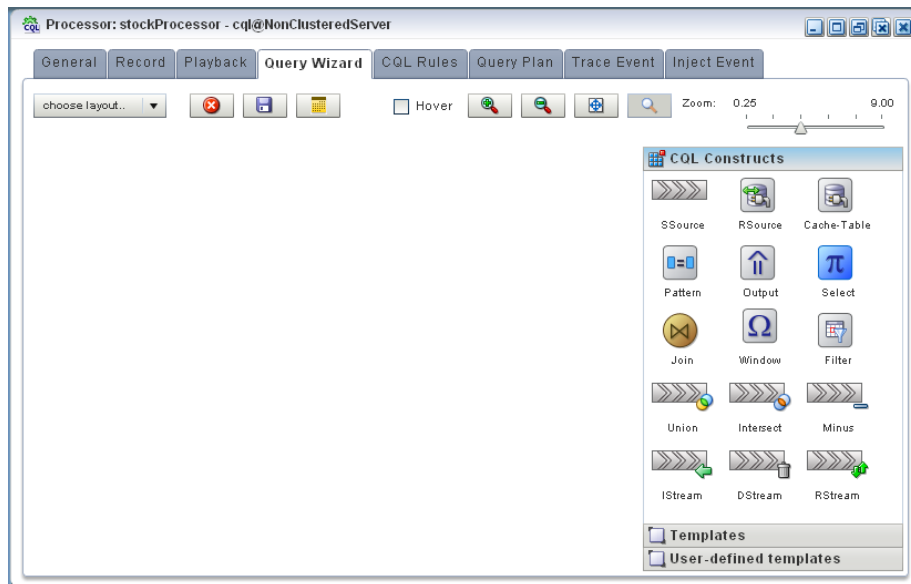 CQL Processor: stockProcessor - cql@NonClusteredServer
General Record Playback Query Wizard CQL Rules Query Plan Trace Event Inject Event
choose layout.. Hover Zoom: 0.25 9.00
CQL Constructs
SSource RSource Cache-Table
Pattern Output Select
Join Window Filter
Union Intersect Minus
IStream DStream RStream
Templates
User-defined templates